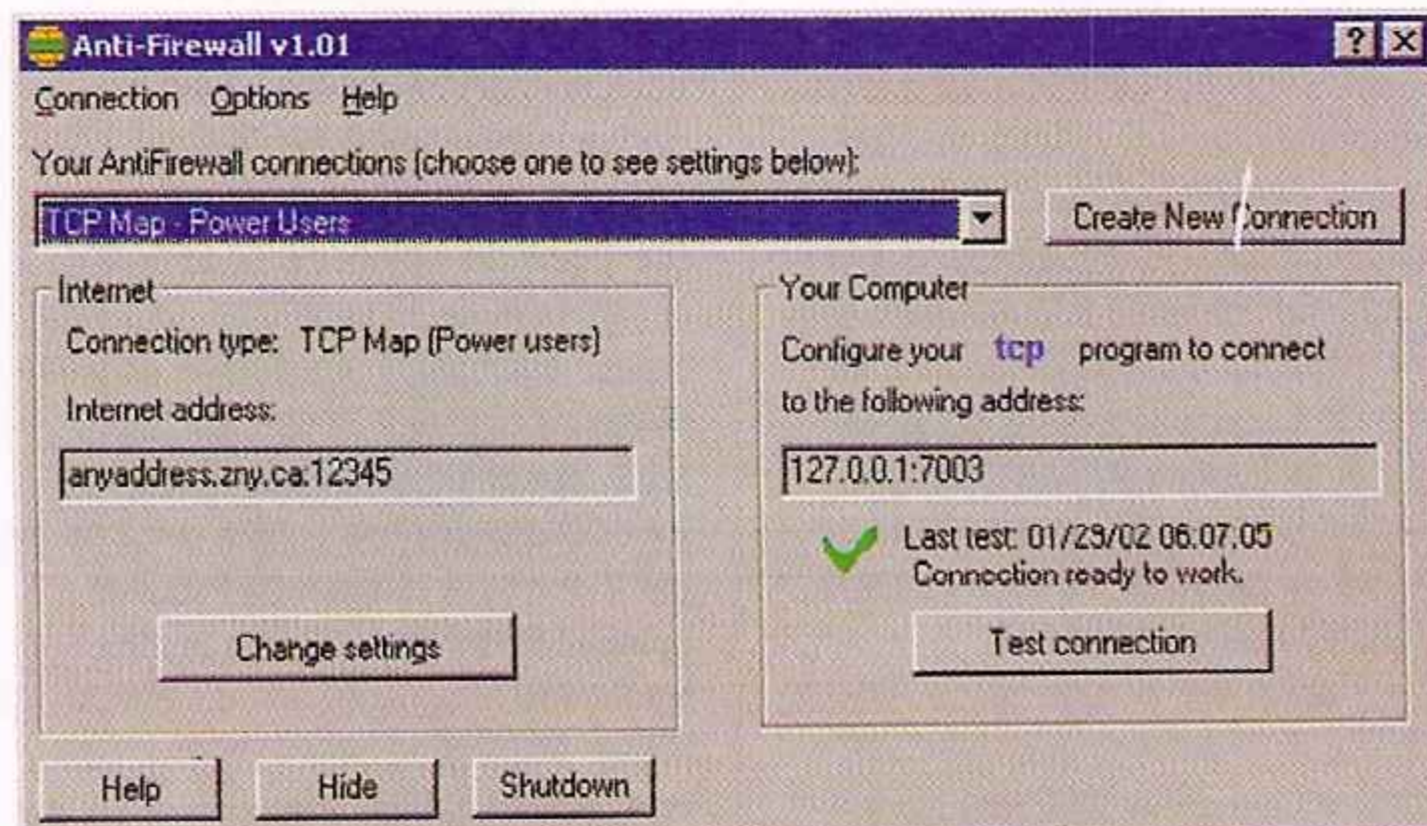 Anti-Firewall v1.01
Connection Options Help
Your AntiFirewall connections (choose one to see settings below):
TCP Map - Power Users
Create New Connection
Internet
Connection type: TCP Map (Power users)
Internet address:
anyaddress.zny.ca:12345
Change settings
Your Computer
Configure your tcp program to connect
to the following address:
127.0.0.1:7003
Last test: 01/29/02 06:07:05
Connection ready to work.
Test connection
Help Hide Shutdown